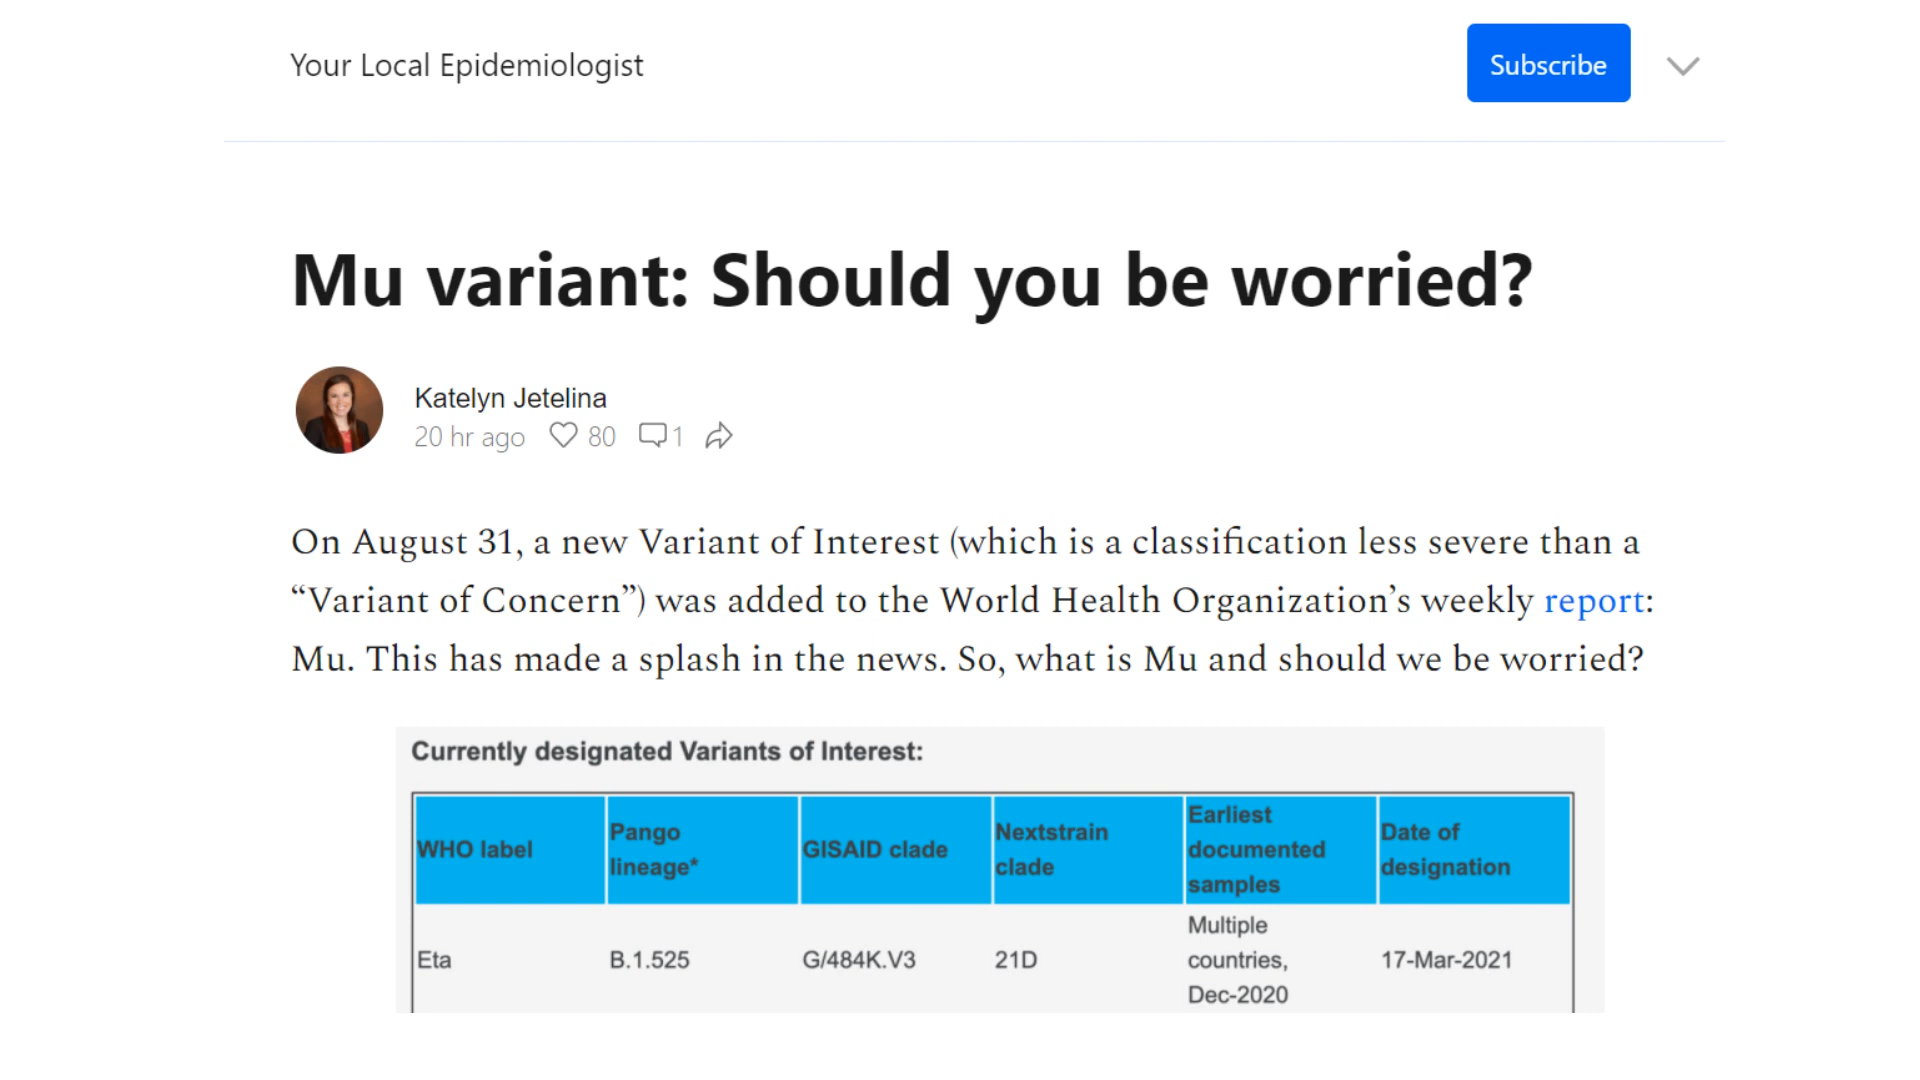 Your Local Epidemiologist
Subscribe
Mu variant: Should you be worried?
Katelyn Jetelina
20 hr ago 80 1
On August 31, a new Variant of Interest (which is a classification less severe than a
“Variant of Concern”) was added to the World Health Organization’s weekly report:
Mu. This has made a splash in the news. So, what is Mu and should we be worried?
Currently designated Variants of Interest:
WHO label
Pango
lineage*
GISAID clade
Nextstrain
clade
Earliest
documented
samples
Date of
designation
Eta
B.1.525
G/484K.V3
21D
Multiple
countries,
Dec-2020
17-Mar-2021